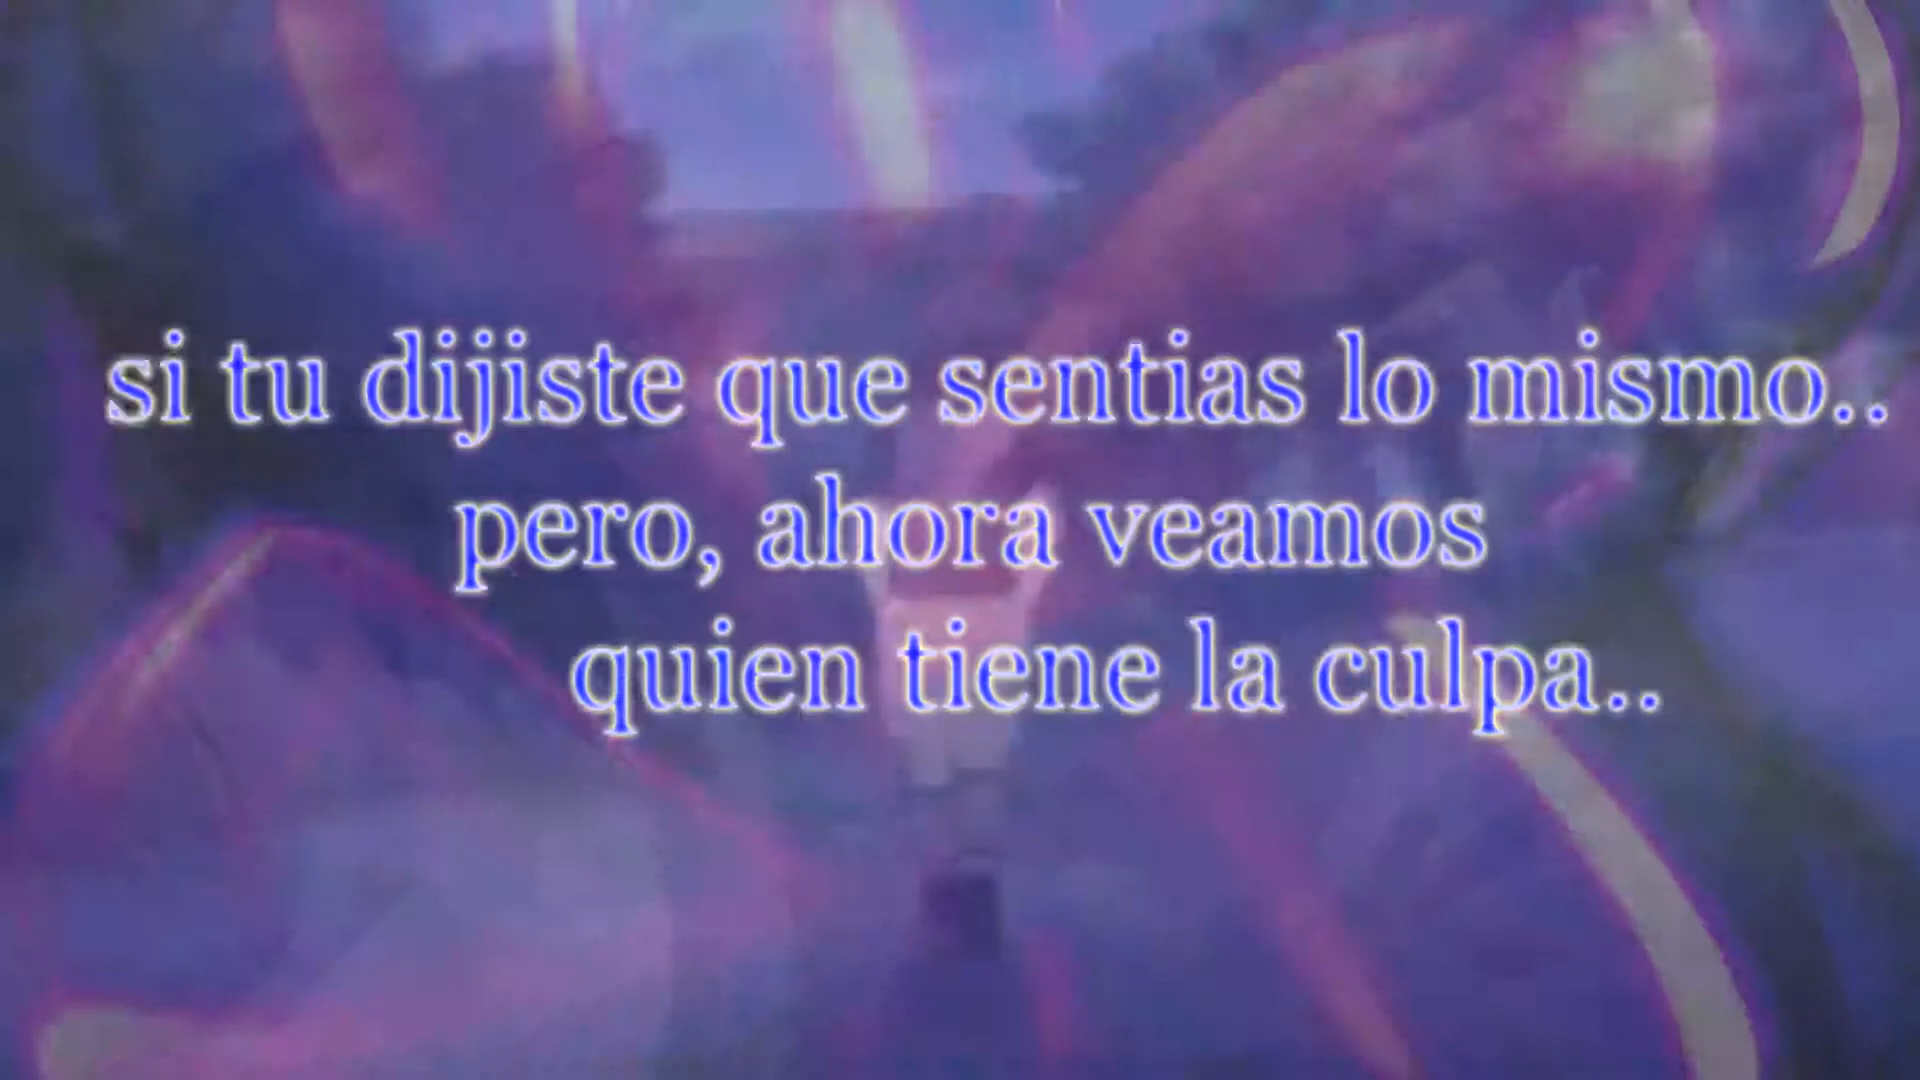 si tu dijiste que sentias lo mismo..
pero, ahora veamos
quien tiene la culpa..